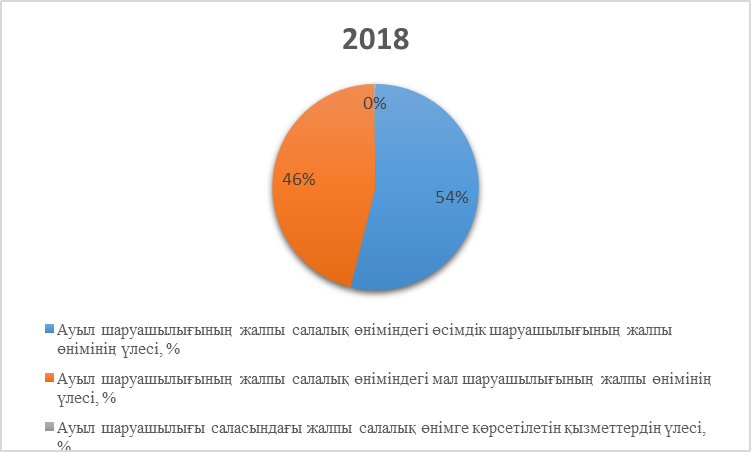 2018
0%
46%
54%
Ауыл шаруашылығының жалпы салалық өніміндегі өсімдік шаруашылығының жалпы
өнімінің үлесі, %
Ауыл шаруашылығының жалпы салалық өніміндегі мал шаруашылығының жалпы өнімінің
үлесі, %
Ауыл шаруашылығы саласындағы жалпы салалық өнімге көрсетілетін қызметтердің үлесі,
%